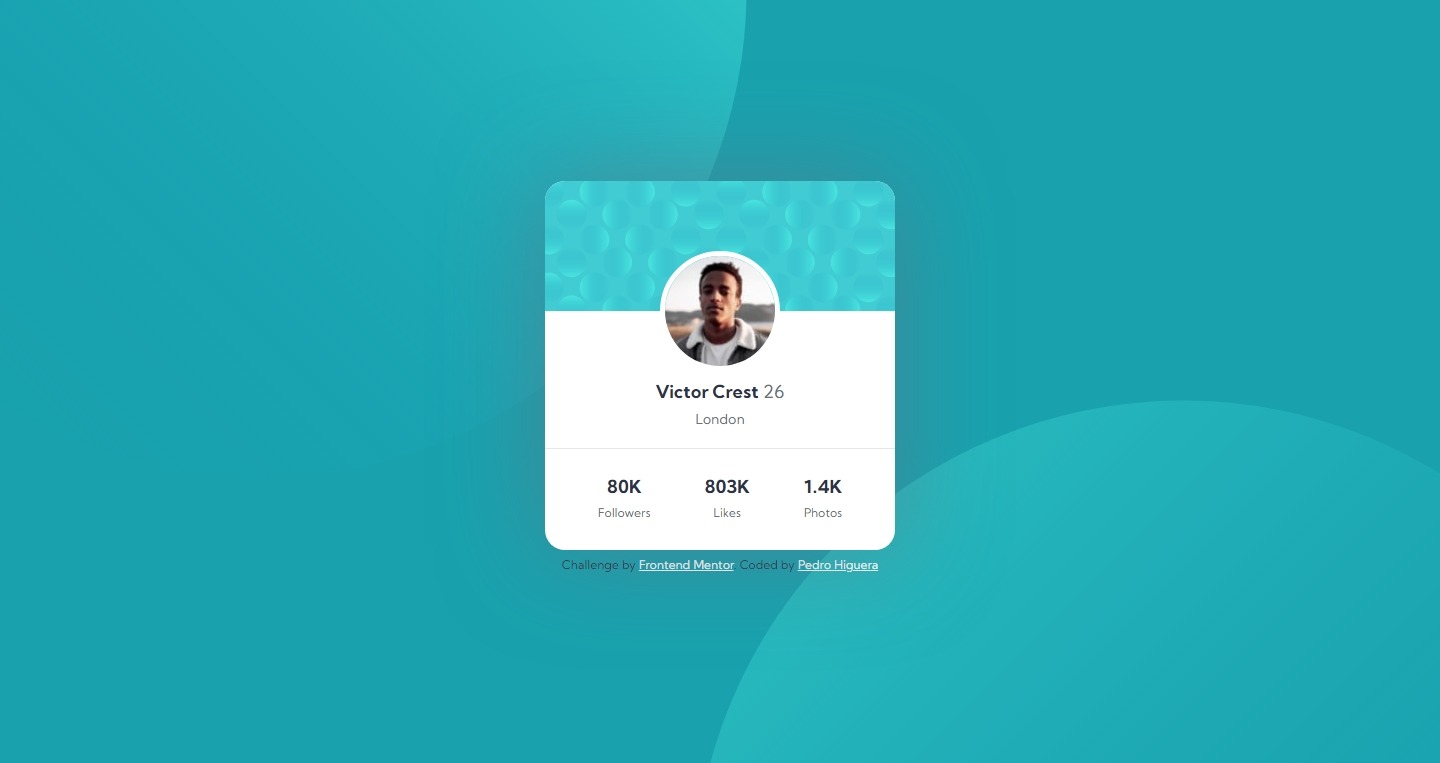 Victor Crest 26
London
80K 803K 1.4K
Followers Likes Photos
Challenge by Frontend Mentor. Coded by Pedro Higuera